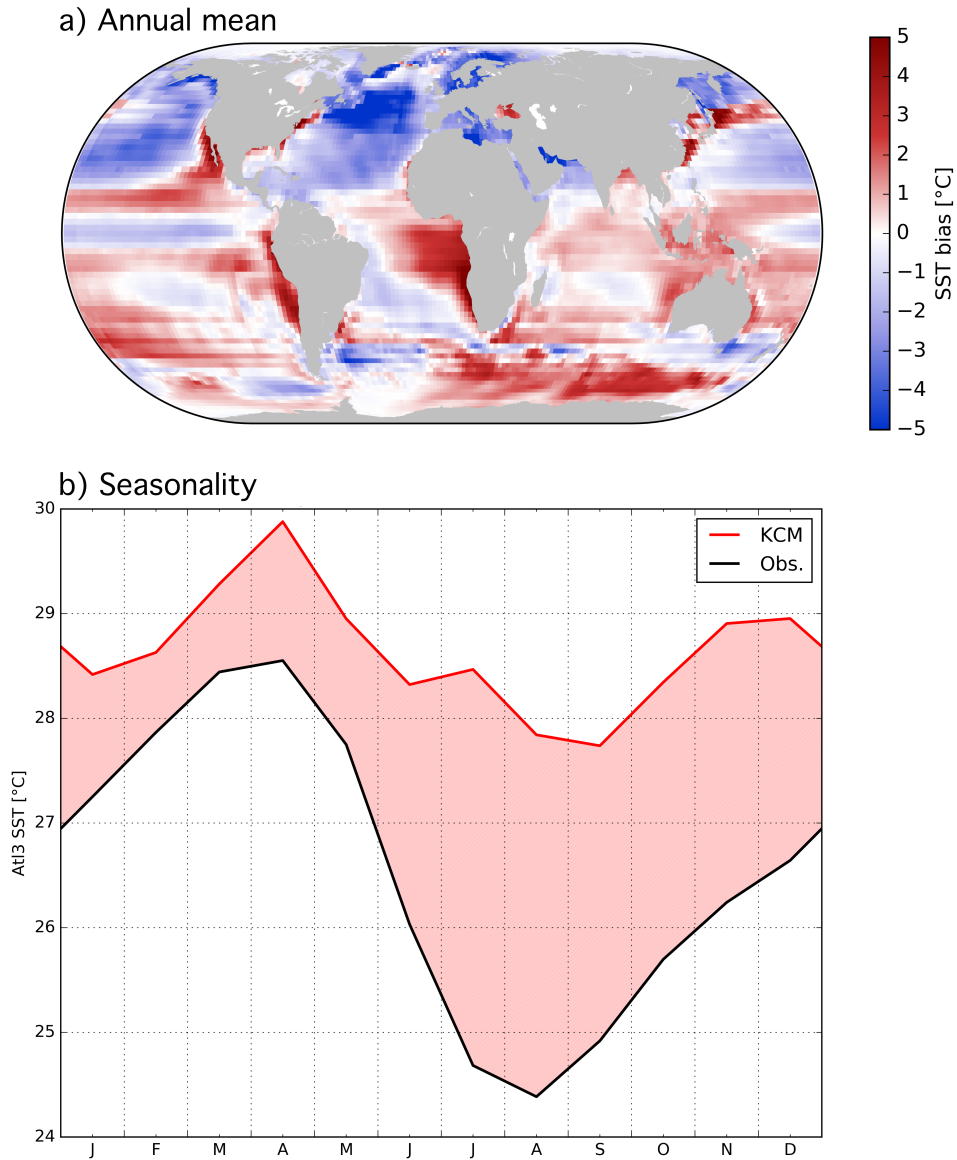 a) Annual mean
5
4
3
2
1
0
−1
−2
−3
−4
−5
SST bias [°C]
b) Seasonality
30
29
28
27
26
25
24
Atl3 SST [°C]
KCM
Obs.
J F M A M J J A S O N D